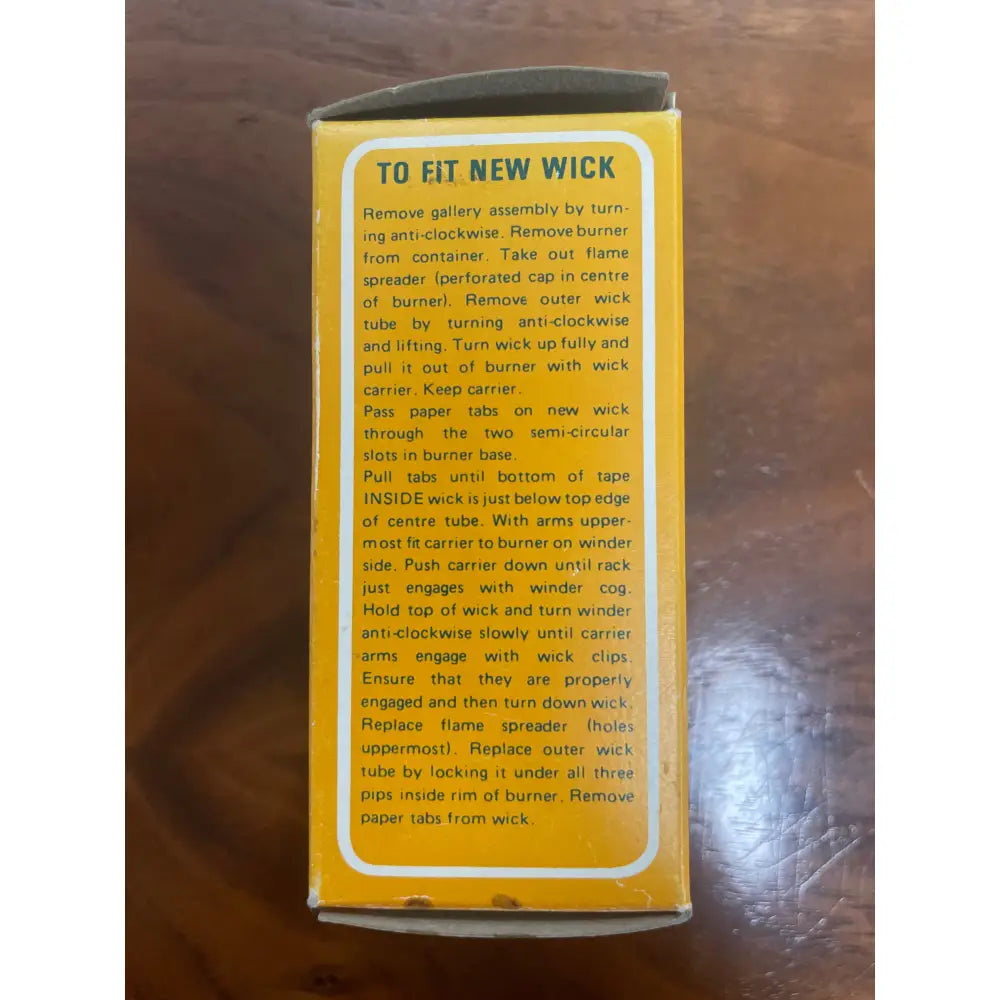 TO FIT NEW WICK
Remove gallery assembly by turn-
ing anti-clockwise. Remove burner
from container. Take out flame
spreader (perforated cap in centre
of burner). Remove outer wick
tube by turning anti-clockwise
and lifting. Turn wick up fully and
pull it out of burner with wick
carrier. Keep carrier.
Pass paper tabs on new wick
through the two semi-circular
slots in burner base.
Pull tabs until bottom of tape
INSIDE wick is just below top edge
of centre tube. With arms upper-
most fit carrier to burner on winder
side. Push carrier down until rack
just engages with winder cog.
Hold top of wick and turn winder
anti-clockwise slowly until carrier
arms engage with wick clips.
Ensure that they are properly
engaged and then turn down wick.
Replace flame spreader (holes
uppermost). Replace outer wick
tube by locking it under all three
pips inside rim of burner. Remove
paper tabs from wick.